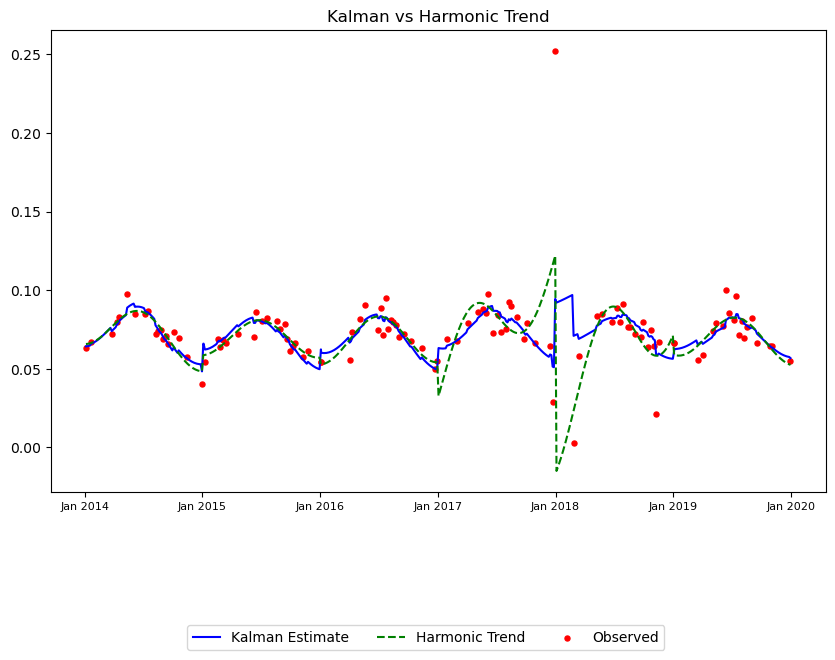 Kalman vs Harmonic Trend
0.25
0.20
0.15
0.10
0.05
0.00
Jan 2014 Jan 2015 Jan 2016 Jan 2017 Jan 2018 Jan 2019 Jan 2020
Kalman Estimate Harmonic Trend Observed